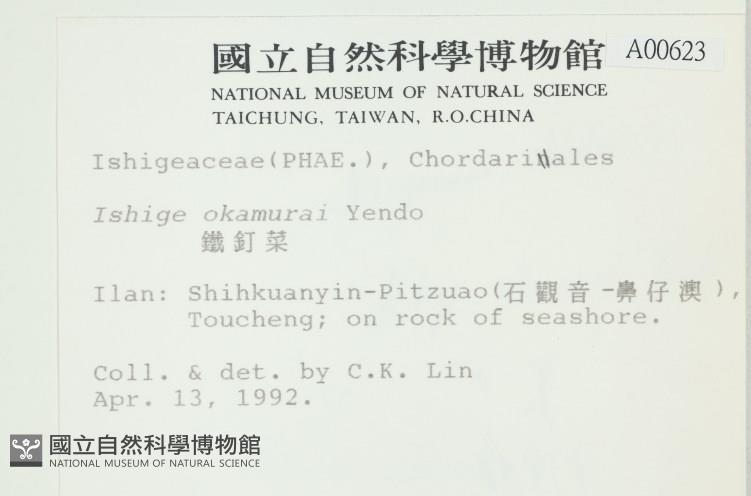 國立自然科學博物館 A00623
NATIONAL MUSEUM OF NATURAL SCIENCE
TAICHUNG, TAIWAN, R.O.CHINA
Ishigeaceae(PHAE.), Chordariales
Ishige okamurai Yendo
鐵釘菜
Ilan: Shihkuanyin-Pitzuao(石觀音-鼻仔澳),
Toucheng; on rock of seashore.
Coll. & det. by C.K. Lin
Apr. 13, 1992.
國立自然科學博物館
NATIONAL MUSEUM OF NATURAL SCIENCE